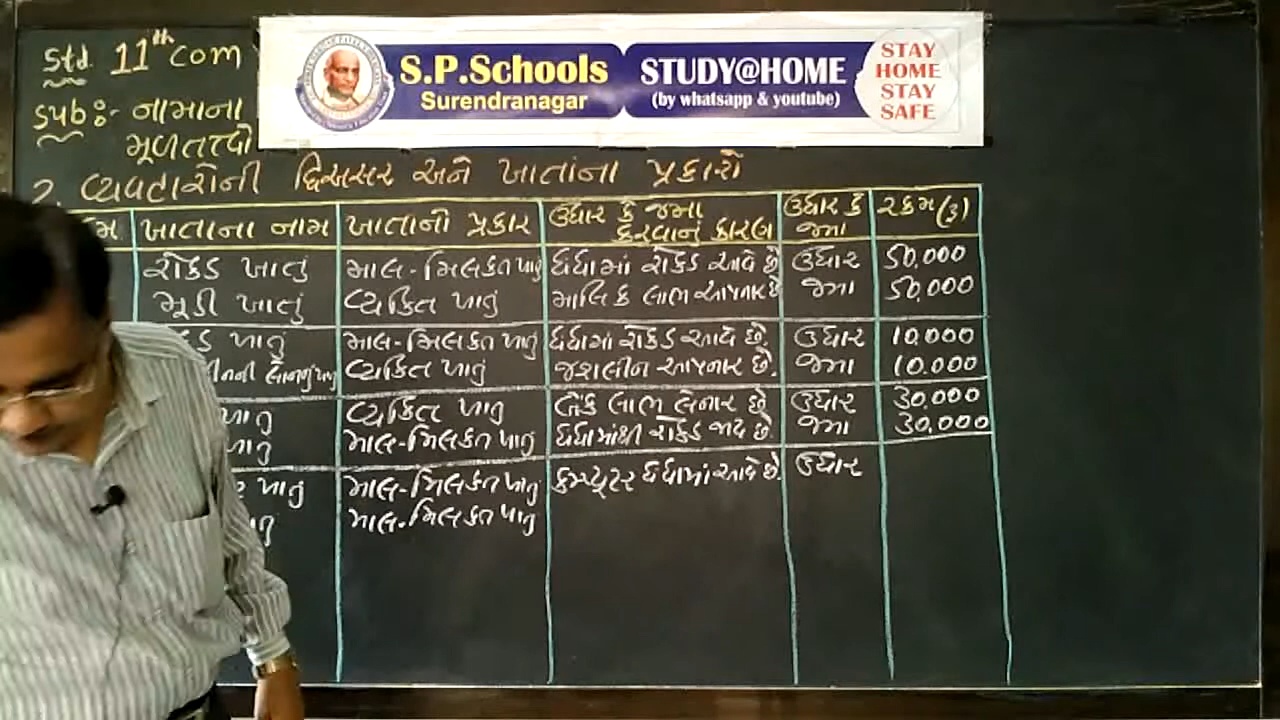 Std. 11th com
S.P.Schools
Surendranagar
STUDY@HOME
(by whatsapp & youtube)
STAY
HOME
STAY
SAFE
Sub:- નામાના
મૂળતત્ત્વો
2. વ્યવહારોની દ્વિઅસર અને ખાતાંના પ્રકારો
ખાતાના નામ ખાતાનો પ્રકાર ઉધાર કે જમા કરવાનું કારણ ઉધાર કે જમા રકમ(રૂ)
રોકડ ખાતું માલ-મિલકત ખાતું ધંધામાં રોકડ આવે છે ઉધાર 50,000
મૂડી ખાતું વ્યકિત ખાતું માલિક લાભ આપનાર છે જમા 50,000
ખાતું માલ-મિલકત ખાતું ધંધામાં રોકડ આવે છે. ઉધાર 10,000
વ્યકિત ખાતું જશલીન આપનાર છે. જમા 10,000
ખાતું વ્યકિત ખાતું બેંક લાભ લેનાર છે ઉધાર 30,000
ખાતું માલ-મિલકત ખાતું ધંધામાંથી રોકડ જાય છે. જમા 30,000
ખાતું માલ-મિલકત ખાતું કમ્પ્યૂટર ધંધામાં આવે છે. ઉધાર
માલ-મિલકત ખાતું